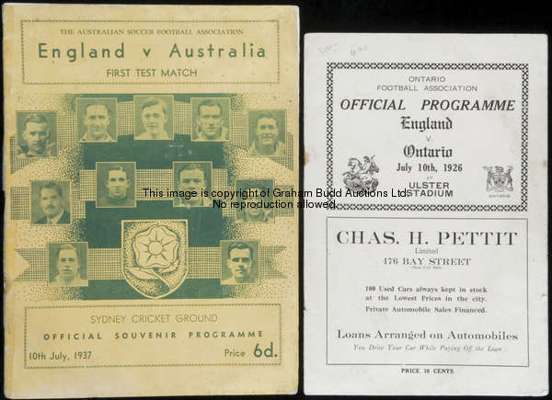 THE AUSTRALIAN SOCCER FOOTBALL ASSOCIATION
England v Australia
FIRST TEST MATCH
SYDNEY CRICKET GROUND
OFFICIAL SOUVENIR PROGRAMME
10th July, 1937
Price 6d.
ONTARIO
FOOTBALL ASSOCIATION
OFFICIAL PROGRAMME
England
v
Ontario
July 10th, 1926
at
ULSTER
STADIUM
CHAS. H. PETTIT
Limited
476 BAY STREET
100 Used Cars always kept in stock
at the Lowest Prices in the city.
Private Automobile Sales Financed.
Loans Arranged on Automobiles
You Drive Your Car While Paying Off the Loan
PRICE 10 CENTS
This image is copyright of Graham Budd Auctions Ltd.
No reproduction allowed.